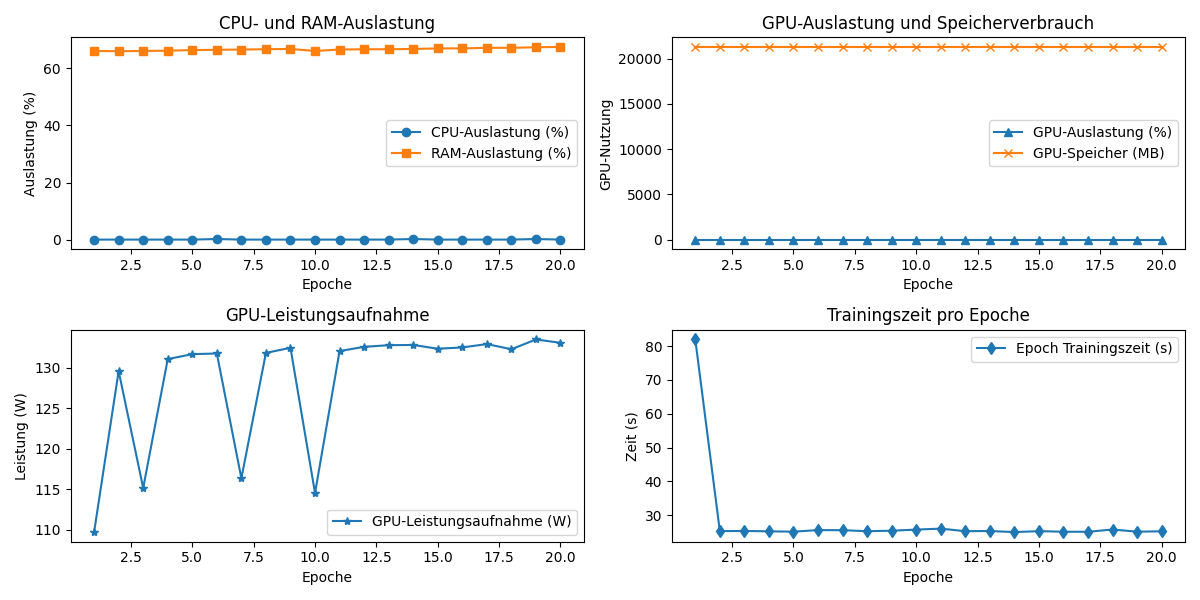 CPU- und RAM-Auslastung
Auslastung (%)
60
40
20
0
CPU-Auslastung (%)
RAM-Auslastung (%)
2.5 5.0 7.5 10.0 12.5 15.0 17.5 20.0
Epoche
GPU-Auslastung und Speicherverbrauch
GPU-Nutzung
20000
15000
10000
5000
0
GPU-Auslastung (%)
GPU-Speicher (MB)
2.5 5.0 7.5 10.0 12.5 15.0 17.5 20.0
Epoche
GPU-Leistungsaufnahme
Leistung (W)
130
125
120
115
110
GPU-Leistungsaufnahme (W)
2.5 5.0 7.5 10.0 12.5 15.0 17.5 20.0
Epoche
Trainingszeit pro Epoche
Zeit (s)
80
70
60
50
40
30
Epoch Trainingszeit (s)
2.5 5.0 7.5 10.0 12.5 15.0 17.5 20.0
Epoche